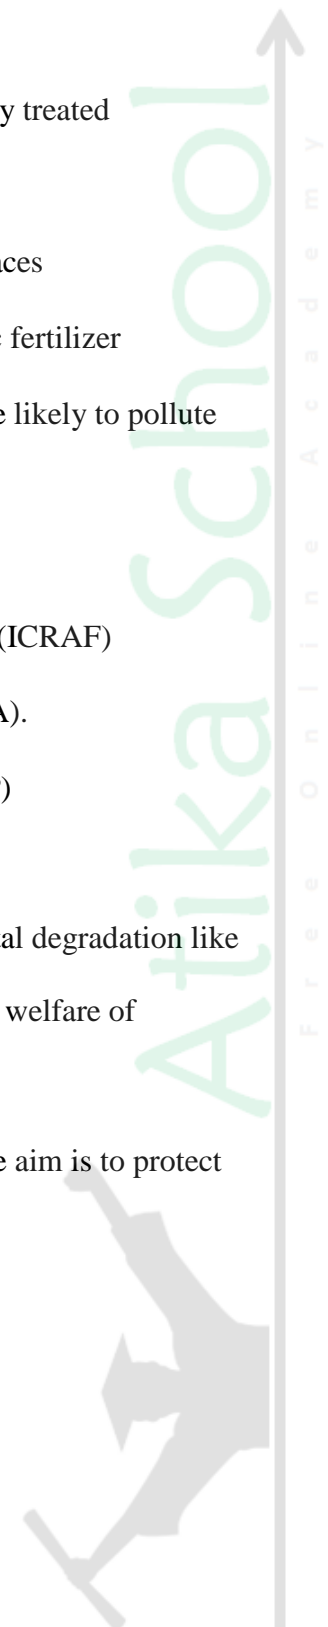 y treated
aces
c fertilizer
e likely to pollute
(ICRAF)
A).
)
tal degradation like
welfare of
e aim is to protect
Atika School
Free Online Academy